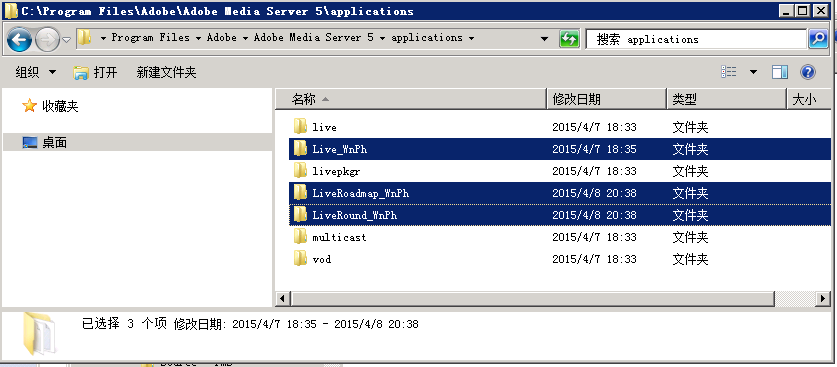 C:\Program Files\Adobe\Adobe Media Server 5\applications
Program Files Adobe Adobe Media Server 5 applications 搜索 applications
组织 打开 新建文件夹
收藏夹
桌面
名称 修改日期 类型 大小
live 2015/4/7 18:33 文件夹
Live_WnPh 2015/4/7 18:35 文件夹
livepkgr 2015/4/7 18:33 文件夹
LiveRoadmap_WnPh 2015/4/8 20:38 文件夹
LiveRound_WnPh 2015/4/8 20:38 文件夹
multicast 2015/4/7 18:33 文件夹
vod 2015/4/7 18:33 文件夹
已选择 3 个项 修改日期: 2015/4/7 18:35 - 2015/4/8 20:38